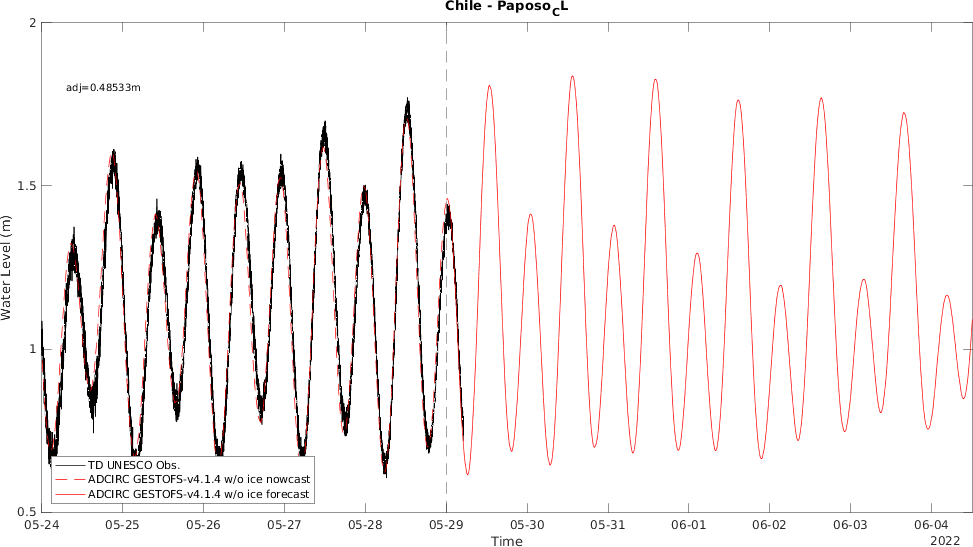 Chile - PaposoCL
2
adj=0.48533m
1.5
Water Level (m)
1
TD UNESCO Obs.
ADCIRC GESTOFS-v4.1.4 w/o ice nowcast
ADCIRC GESTOFS-v4.1.4 w/o ice forecast
0.5
05-24 05-25 05-26 05-27 05-28 05-29 05-30 05-31 06-01 06-02 06-03 06-04
Time
2022